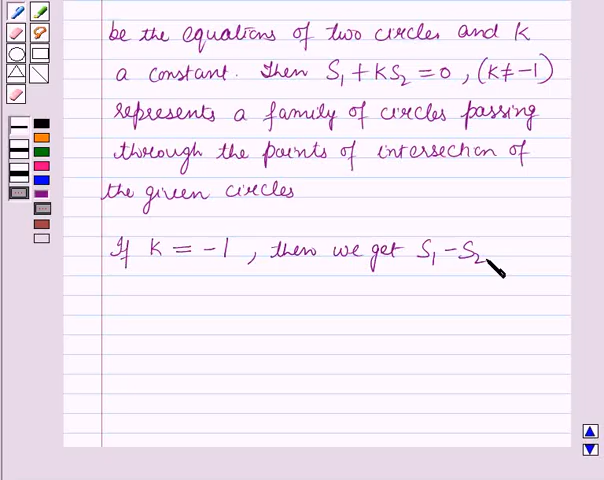 be the equations of two circles and K
a constant. Then S₁ + KS₂ = 0, (K ≠ -1)
represents a family of circles passing
through the points of intersection of
the given circles
If K = -1, then we get S₁ - S₂